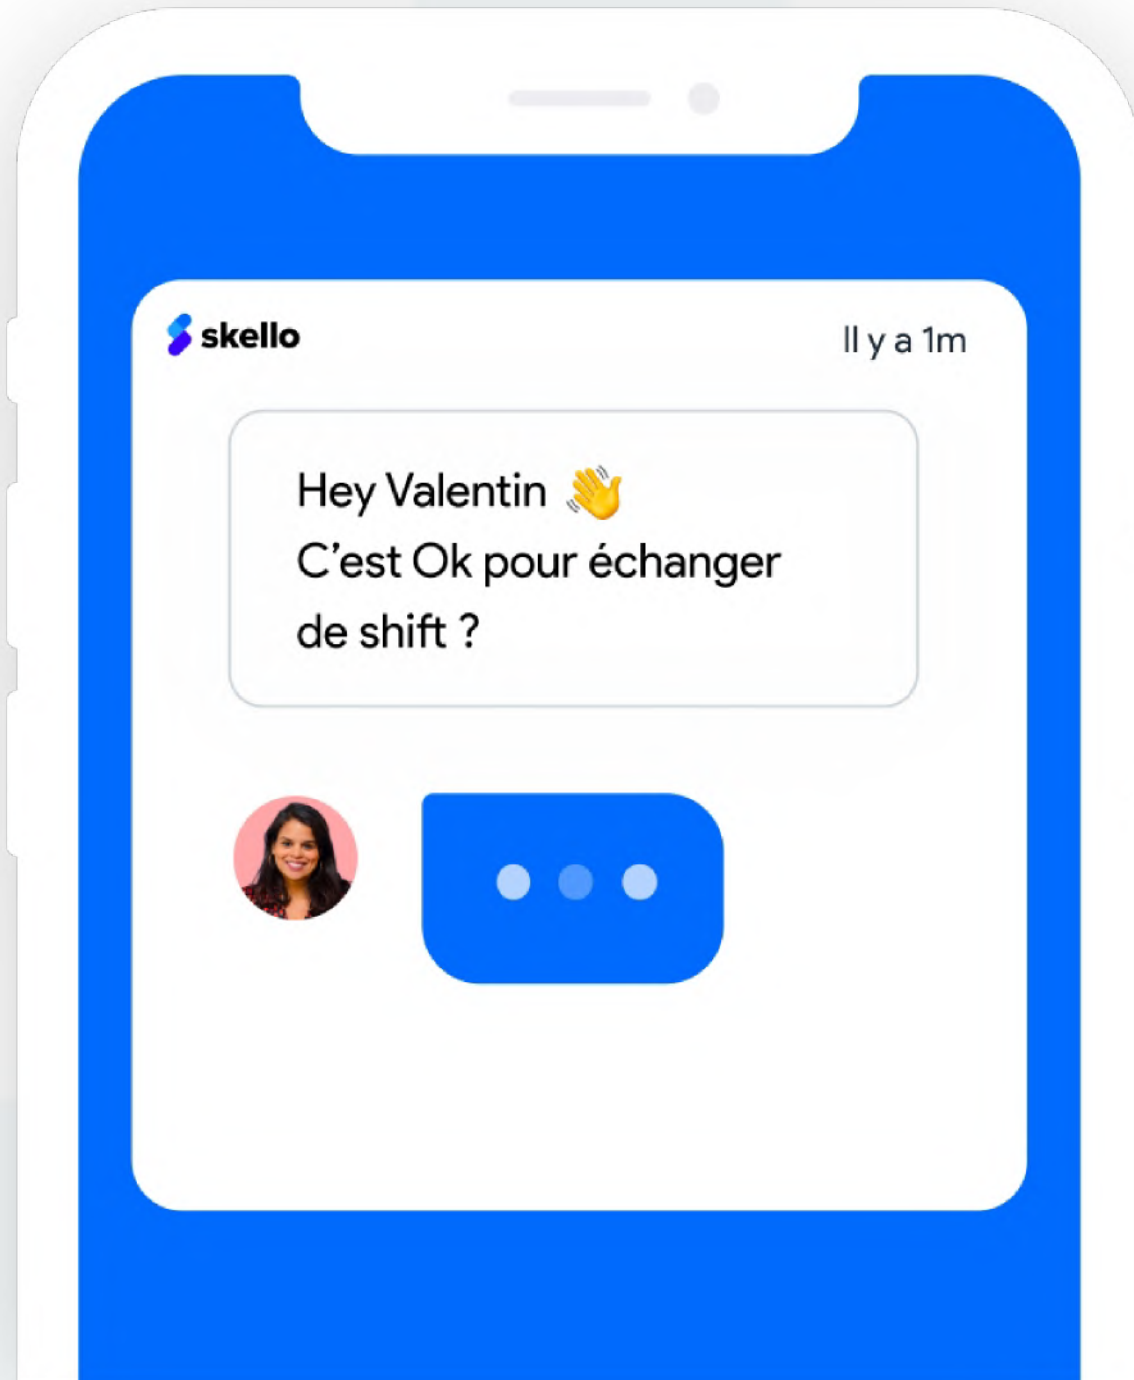 skello
Il y a 1m
Hey Valentin 👋
C’est Ok pour échanger
de shift ?